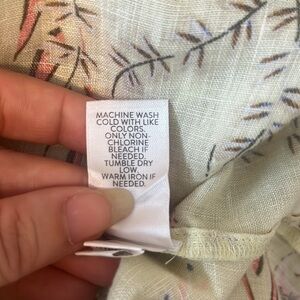 MACHINE WASH
COLD WITH LIKE
COLORS.
ONLY NON-
CHLORINE
BLEACH IF
NEEDED.
TUMBLE DRY
LOW.
WARM IRON IF
NEEDED.